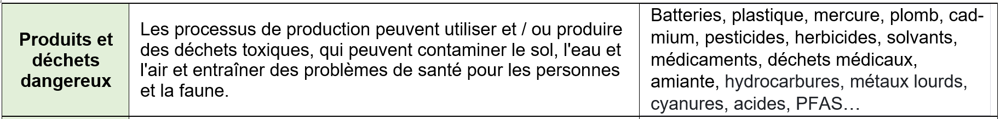 Produits et
déchets
dangereux
Les processus de production peuvent utiliser et / ou produire
des déchets toxiques, qui peuvent contaminer le sol, l'eau et
l'air et entraîner des problèmes de santé pour les personnes
et la faune.
Batteries, plastique, mercure, plomb, cad-
mium, pesticides, herbicides, solvants,
médicaments, déchets médicaux,
amiante, hydrocarbures, métaux lourds,
cyanures, acides, PFAS…